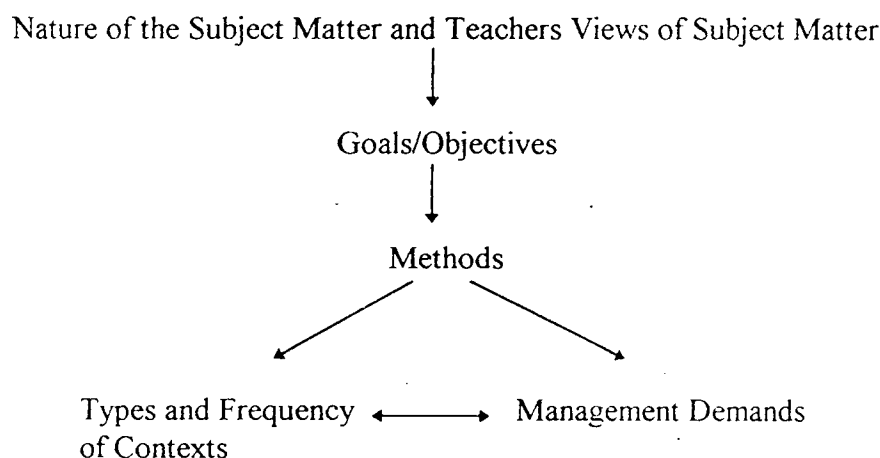 Nature of the Subject Matter and Teachers Views of Subject Matter
Goals/Objectives
Methods
Types and Frequency
of Contexts
Management Demands